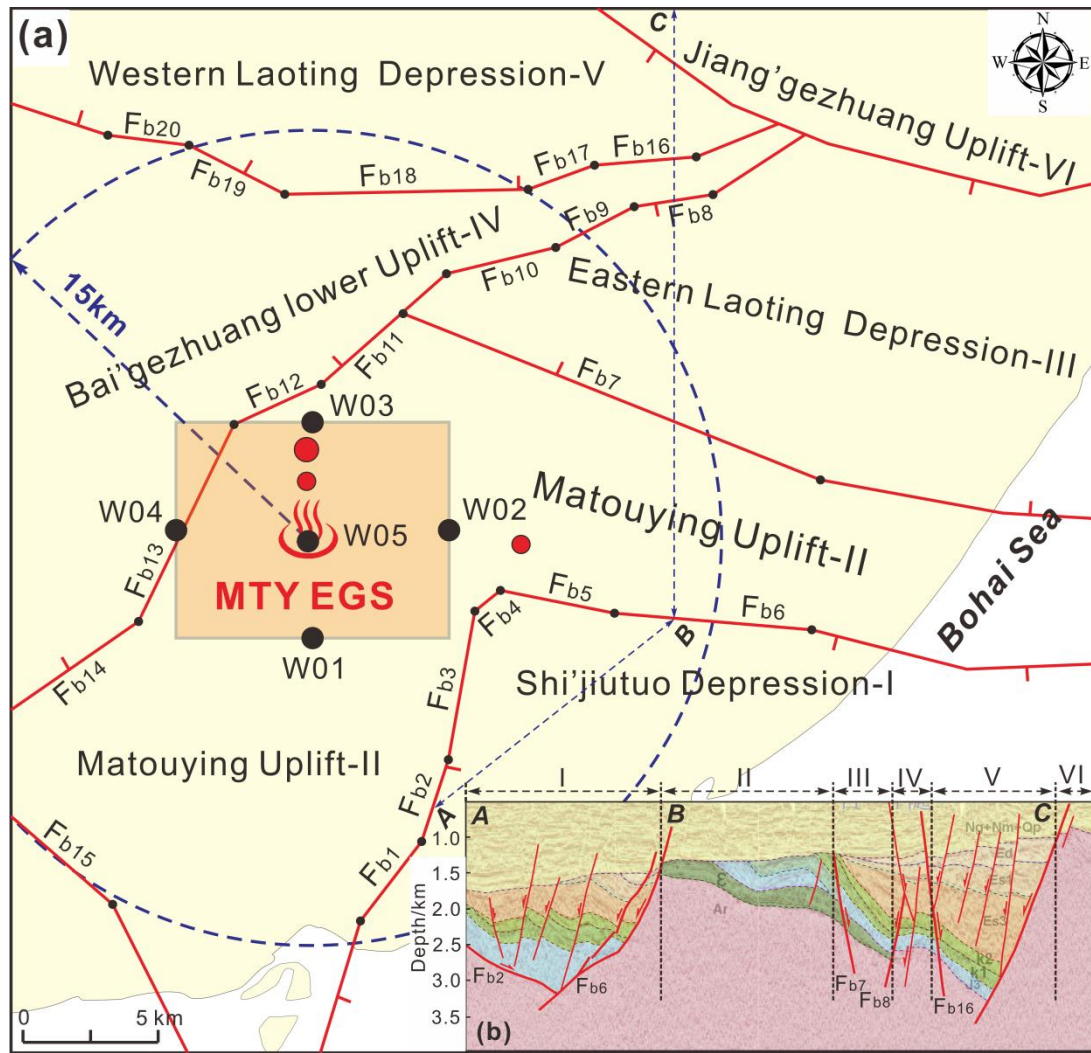 (a)
C
N
W
E
S
Western Laoting Depression-V
Jiang'gezhuang Uplift-VI
Fb20
Fb19
Fb18
Fb17
Fb16
Fb9
Fb8
Fb10
Bai'gezhuang lower Uplift-IV
Eastern Laoting Depression-III
15km
Fb11
Fb7
Fb12
W03
Matouying Uplift-II
W04
W05
W02
Fb13
MTY EGS
Fb4
Fb5
Fb6
B
Bohai Sea
W01
Fb14
Fb3
Shi'jiutuo Depression-I
Matouying Uplift-II
Fb2
A
Fb15
Fb1
0
5 km
I
II
III
IV
V
VI
A
B
C
Depth/km
1.0
1.5
2.0
2.5
3.0
3.5
Ng+Nm+Qp
Ed
Es1
Es3
k2
k1
J3
Є
Ar
Fb2
Fb6
Fb7
Fb8
Fb16
(b)